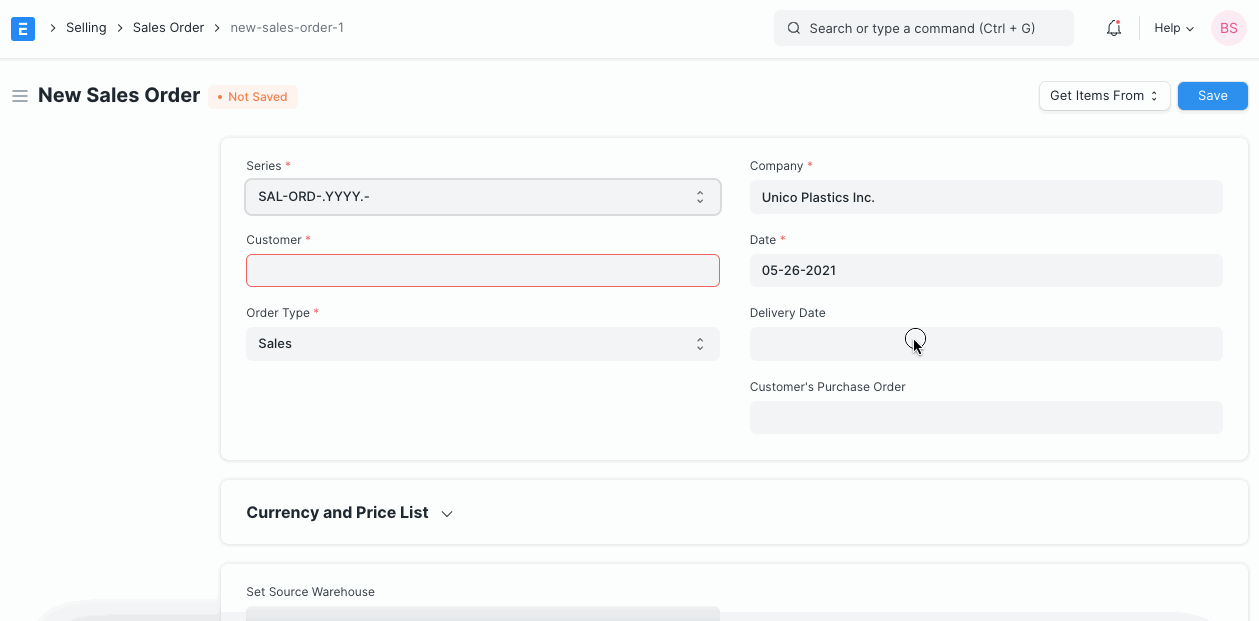 E
Selling
Sales Order
new-sales-order-1
Search or type a command (Ctrl + G)
Help
BS
New Sales Order
• Not Saved
Get Items From
Save
Series *
SAL-ORD-.YYYY.-
Company *
Unico Plastics Inc.
Customer *
Date *
05-26-2021
Order Type *
Sales
Delivery Date
Customer's Purchase Order
Currency and Price List
Set Source Warehouse